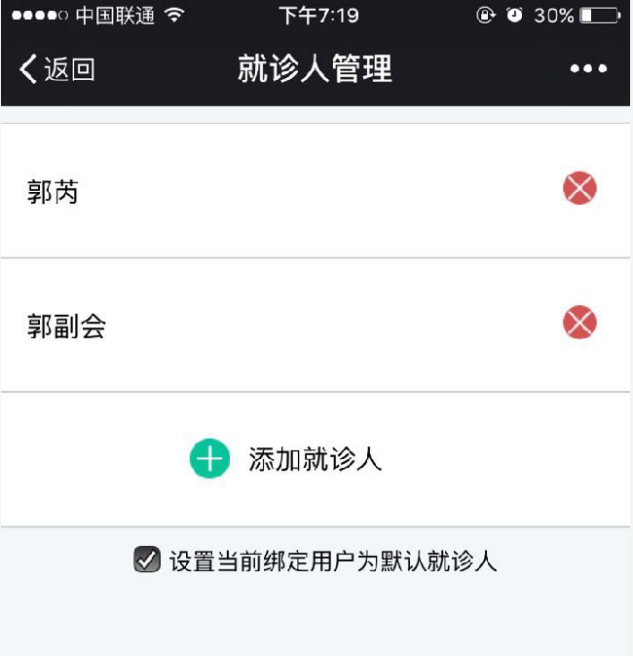 中国联通 下午7:19 30%
返回 就诊人管理
郭芮
郭副会
添加就诊人
设置当前绑定用户为默认就诊人